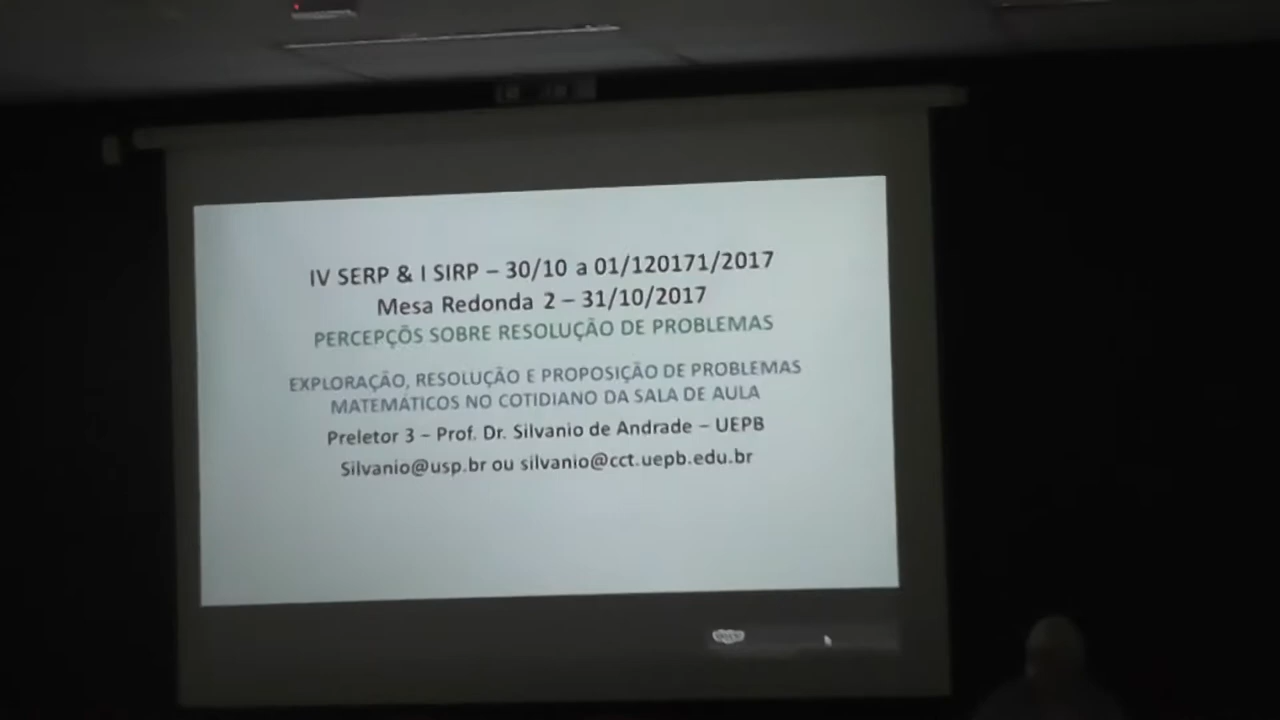 IV SERP & I SIRP – 30/10 a 01/120171/2017
Mesa Redonda 2 – 31/10/2017
PERCEPÇÕS SOBRE RESOLUÇÃO DE PROBLEMAS
EXPLORAÇÃO, RESOLUÇÃO E PROPOSIÇÃO DE PROBLEMAS
MATEMÁTICOS NO COTIDIANO DA SALA DE AULA
Preletor 3 – Prof. Dr. Silvanio de Andrade – UEPB
Silvanio@usp.br ou silvanio@cct.uepb.edu.br